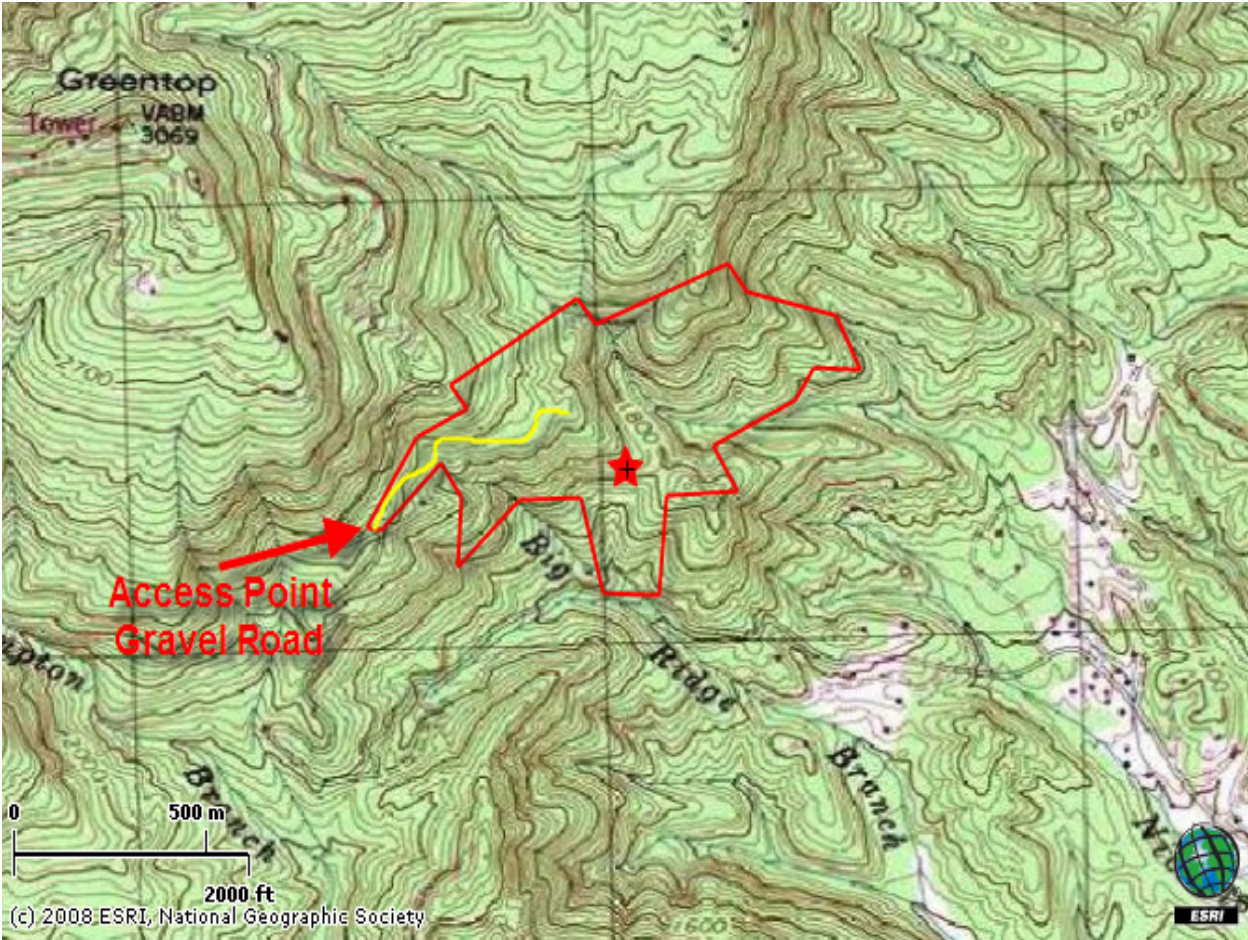 Greentop
Tower
VABM
3069
1600
2700
1800
Access Point
Gravel Road
Big
Ridge
Branch
Branch
0
500 m
2000 ft
(c) 2008 ESRI, National Geographic Society
ESRI
1600